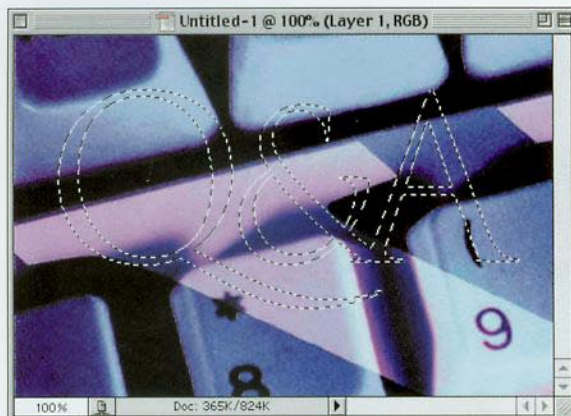 Untitled-1 @ 100% (Layer 1, RGB)
Q&A
9
*
8
100%
Doc: 365K/824K